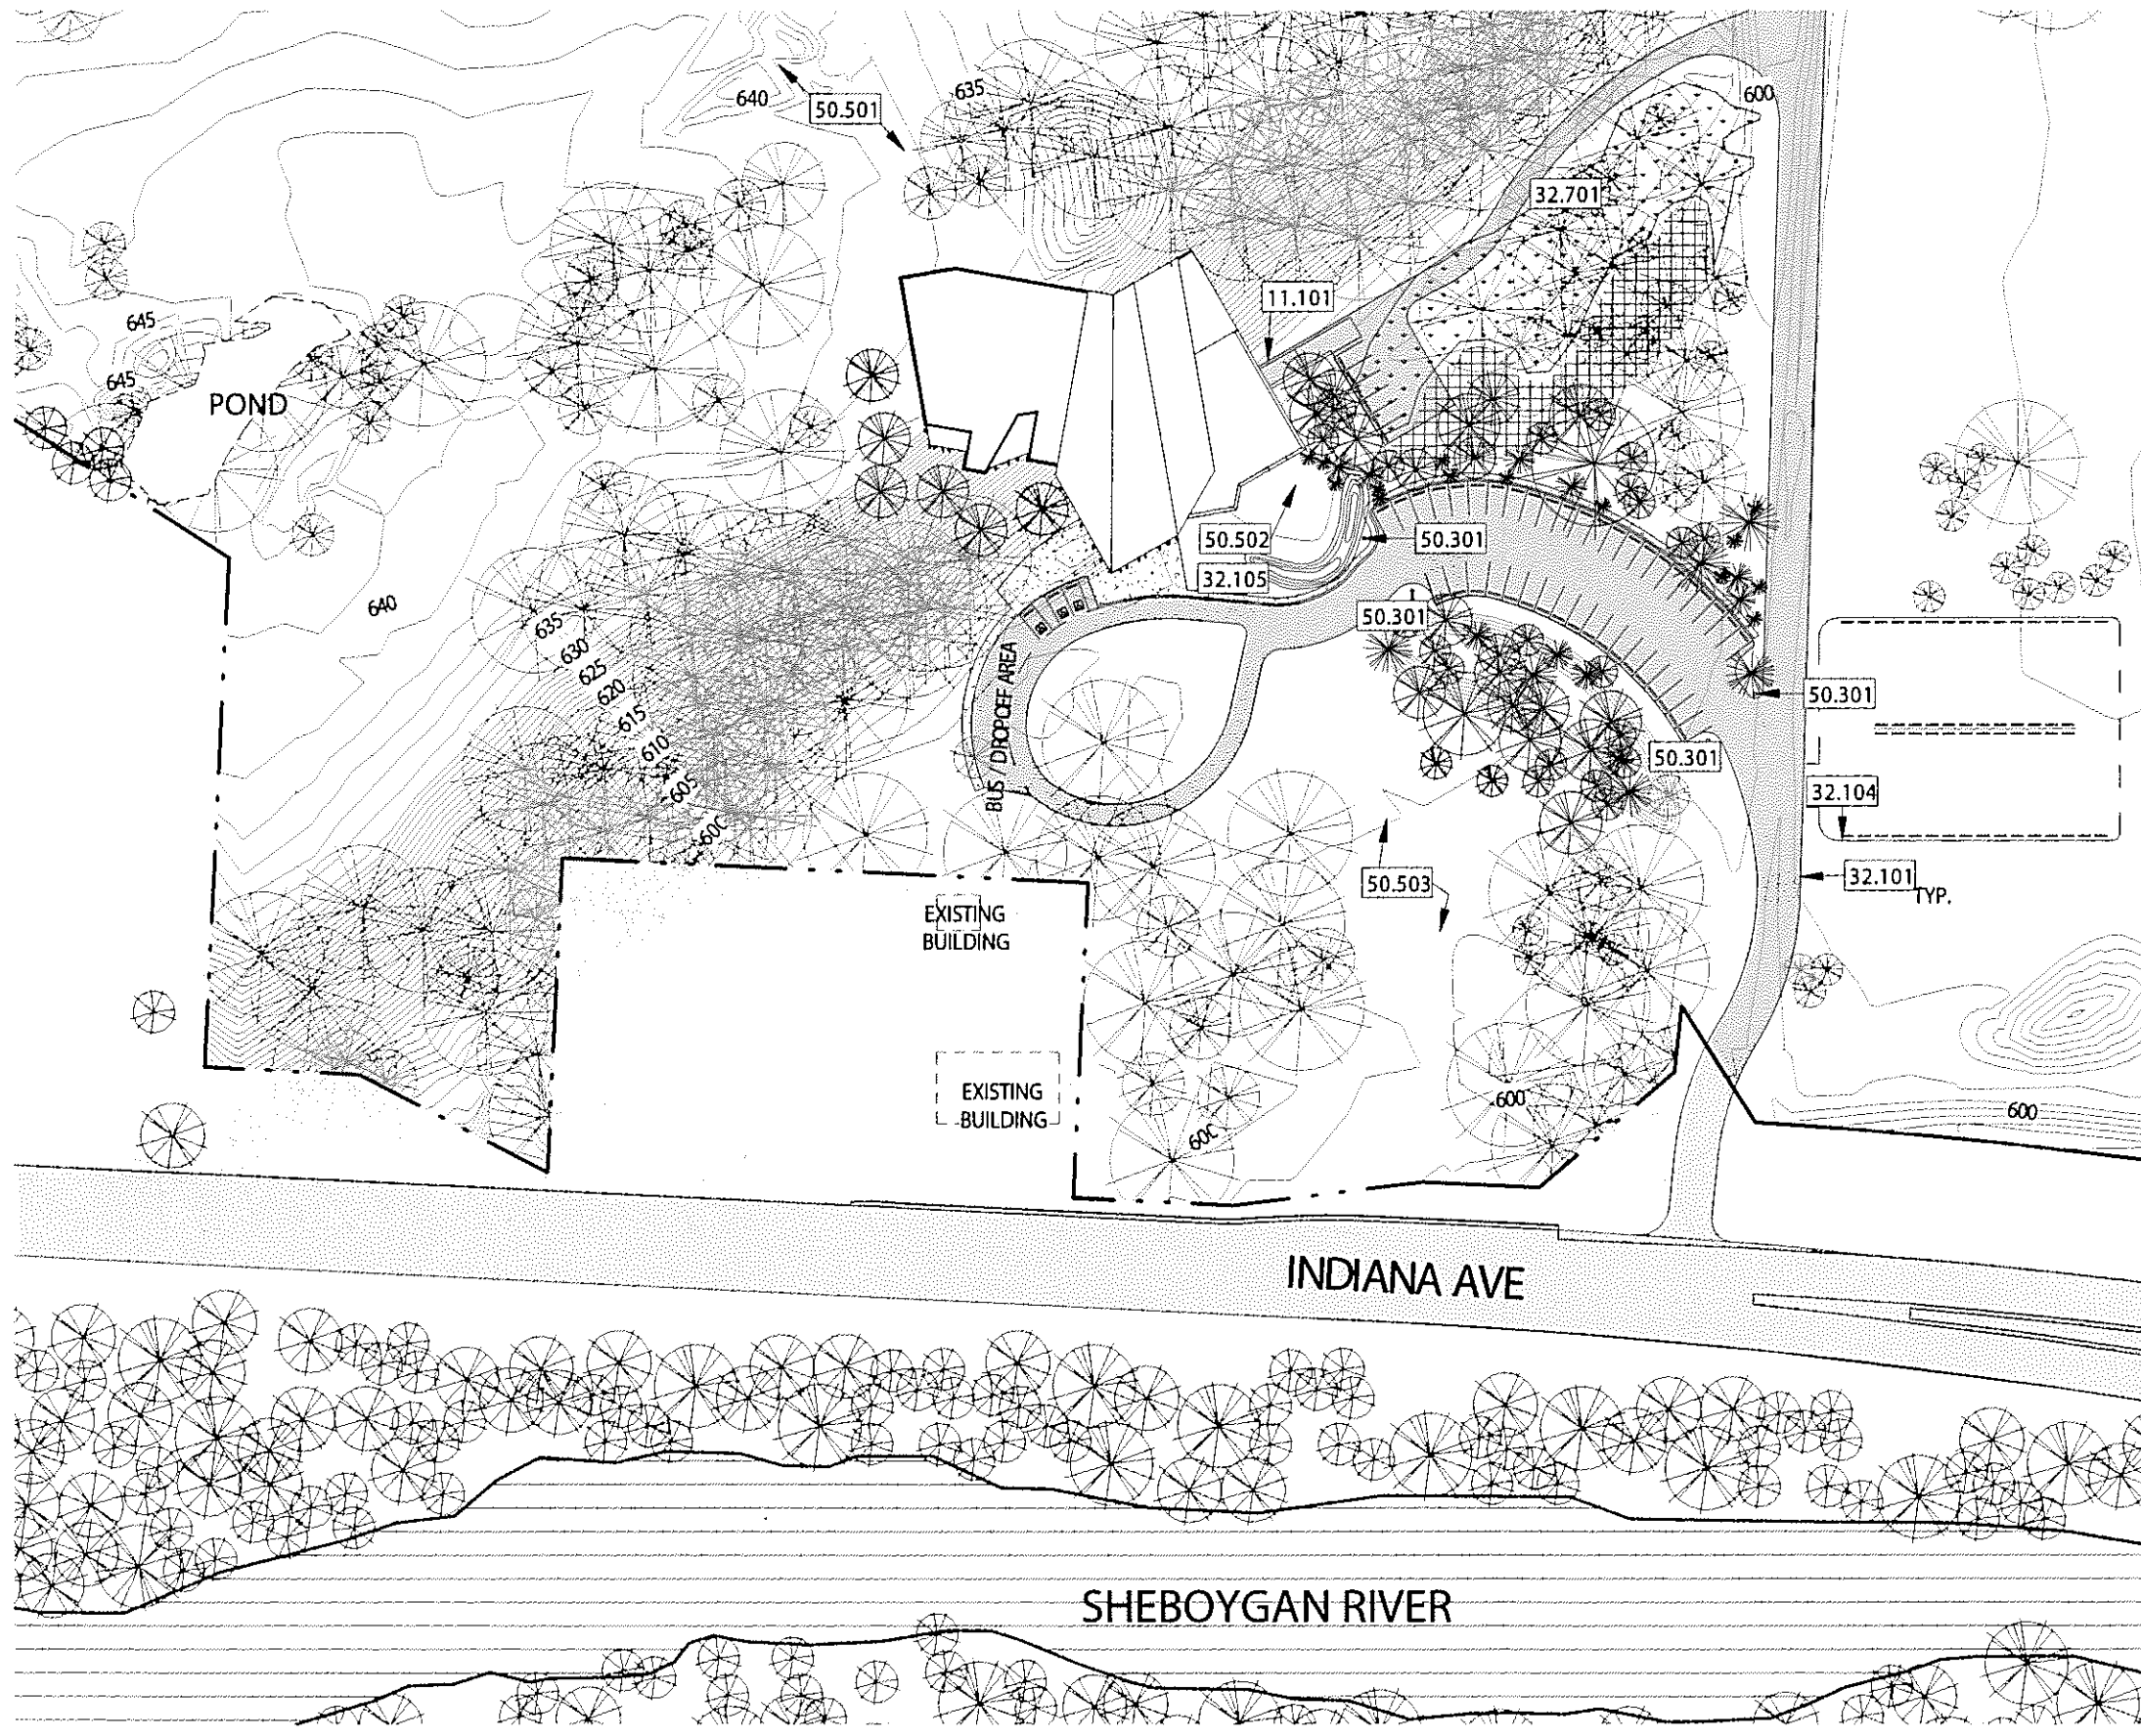 640
50.501
635
600
32.701
11.101
645
645
POND
50.502
50.301
32.105
640
50.301
635
630
625
620
615
610
605
60C
BUS / DROPOFF AREA
50.301
50.301
32.104
50.503
32.101
TYP.
EXISTING
BUILDING
EXISTING
BUILDING
600
600
60C
INDIANA AVE
SHEBOYGAN RIVER